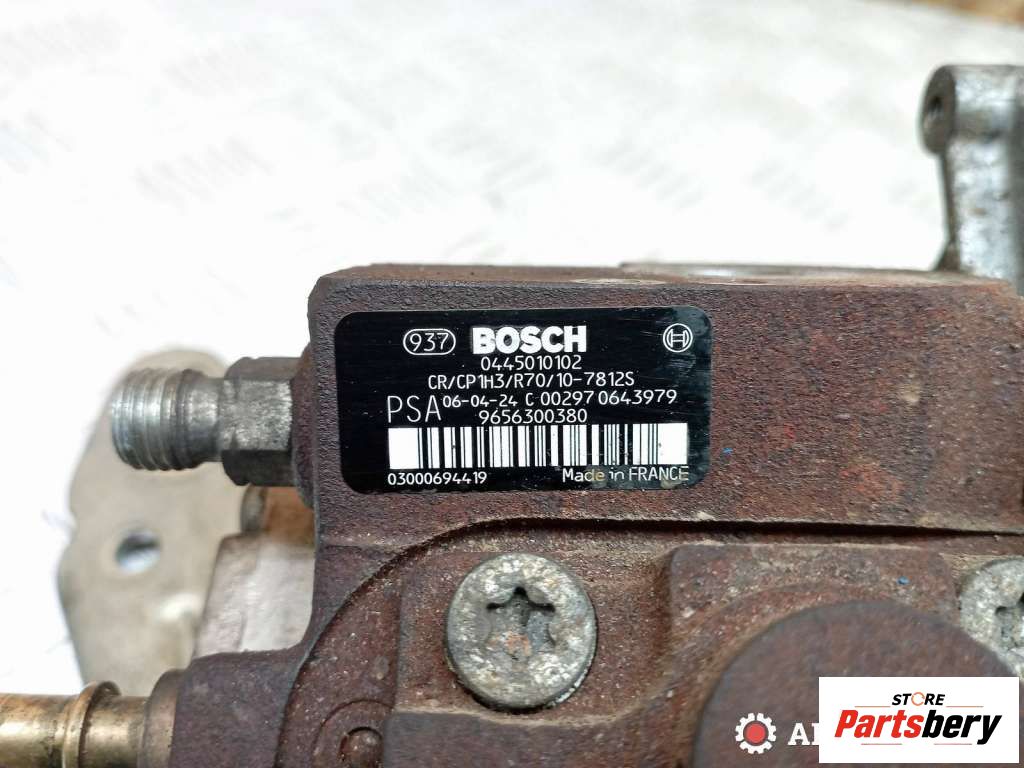 937 BOSCH
0445010102
CR/CP1H3/R70/10-7812S
PSA 06-04-24 C 00297 0643979
9656300380
03000694419 Made in FRANCE
STORE
Partsbery